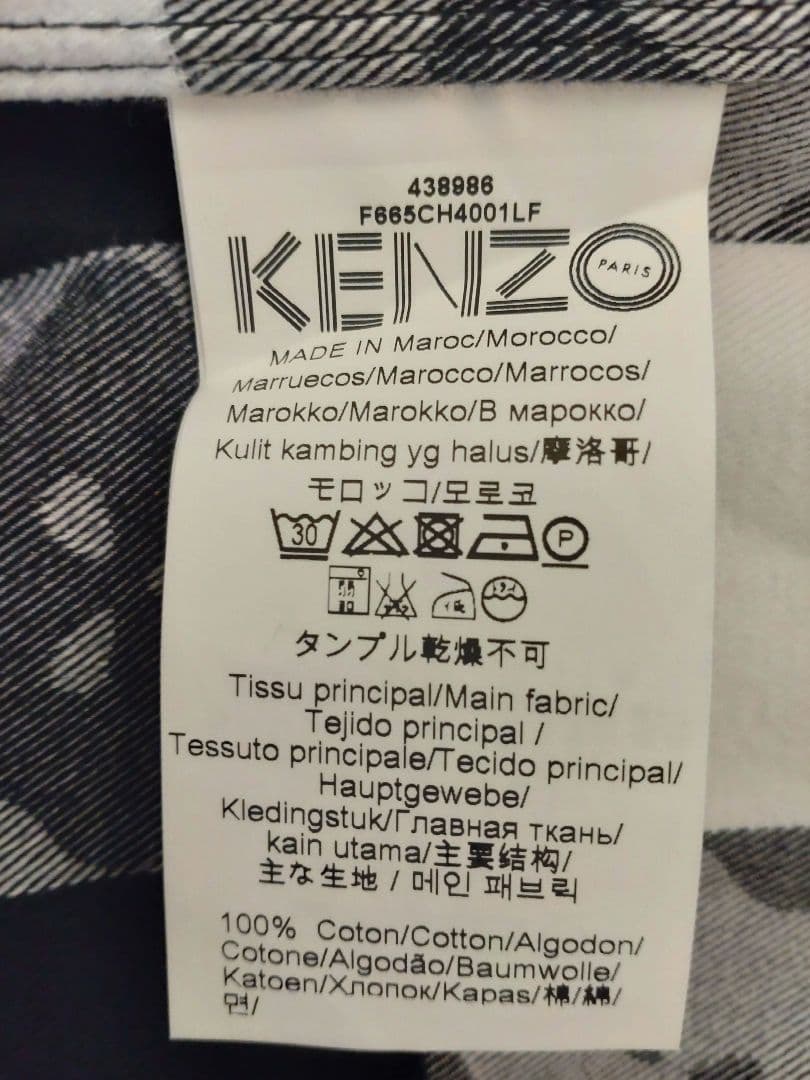 438986
F665CH4001LF
KENZO PARIS
MADE IN Maroc/Morocco/
Marruecos/Marocco/Marrocos/
Marokko/Marokko/В марокко/
Kulit kambing yg halus/摩洛哥/
モロッコ/모로코
30 P
タンプル乾燥不可
Tissu principal/Main fabric/
Tejido principal /
Tessuto principale/Tecido principal/
Hauptgewebe/
Kledingstuk/Главная ткань/
kain utama/主要结构/
主な生地 / 메인 패브릭
100% Coton/Cotton/Algodon/
Cotone/Algodão/Baumwolle/
Katoen/Хлопок/Kapas/棉/綿/
면/